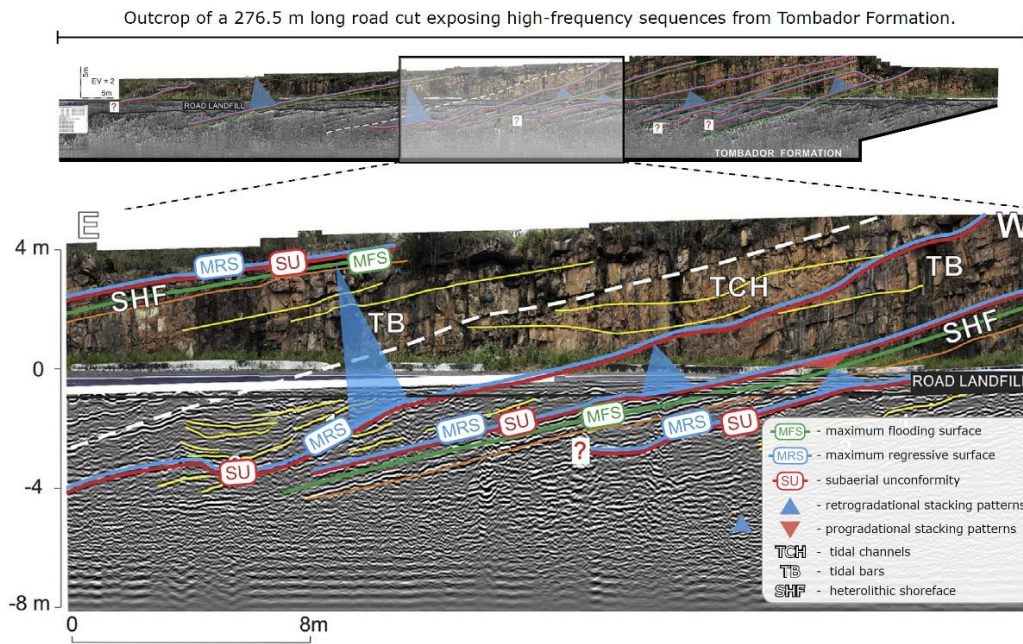 Outcrop of a 276.5 m long road cut exposing high-frequency sequences from Tombador Formation.
5m
EV = 2
5m
?
ROAD LANDFILL
?
?
?
TOMBADOR FORMATION
E
W
4 m
MRS
SU
MFS
SHF
TB
TCH
TB
SHF
0
ROAD LANDFILL
MRS
MRS
SU
MFS
MRS
SU
?
SU
-4
-8 m
0
8m
MFS - maximum flooding surface
MRS - maximum regressive surface
SU - subaerial unconformity
- retrogradational stacking patterns
- progradational stacking patterns
TCH - tidal channels
TB - tidal bars
SHF - heterolithic shoreface